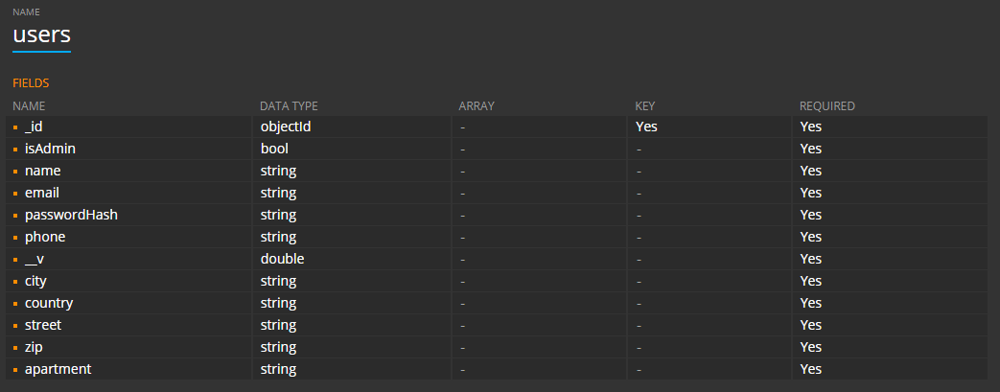 NAME
users
FIELDS
NAME DATA TYPE ARRAY KEY REQUIRED
_id objectId - Yes Yes
isAdmin bool - - Yes
name string - - Yes
email string - - Yes
passwordHash string - - Yes
phone string - - Yes
__v double - - Yes
city string - - Yes
country string - - Yes
street string - - Yes
zip string - - Yes
apartment string - - Yes